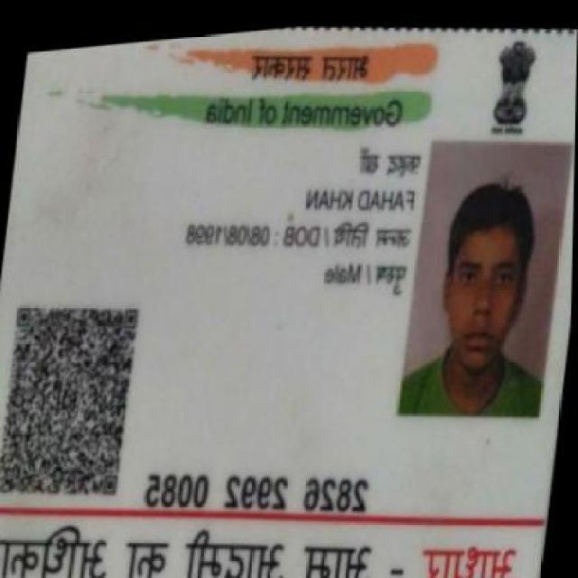 भारत सरकार
Government of India
फहद खाँ
FAHAD KHAN
जन्म तिथि / DOB : 08/08/1998
पुरुष / Male
2826 2992 0085
आधार - आम आदमी का अधिकार